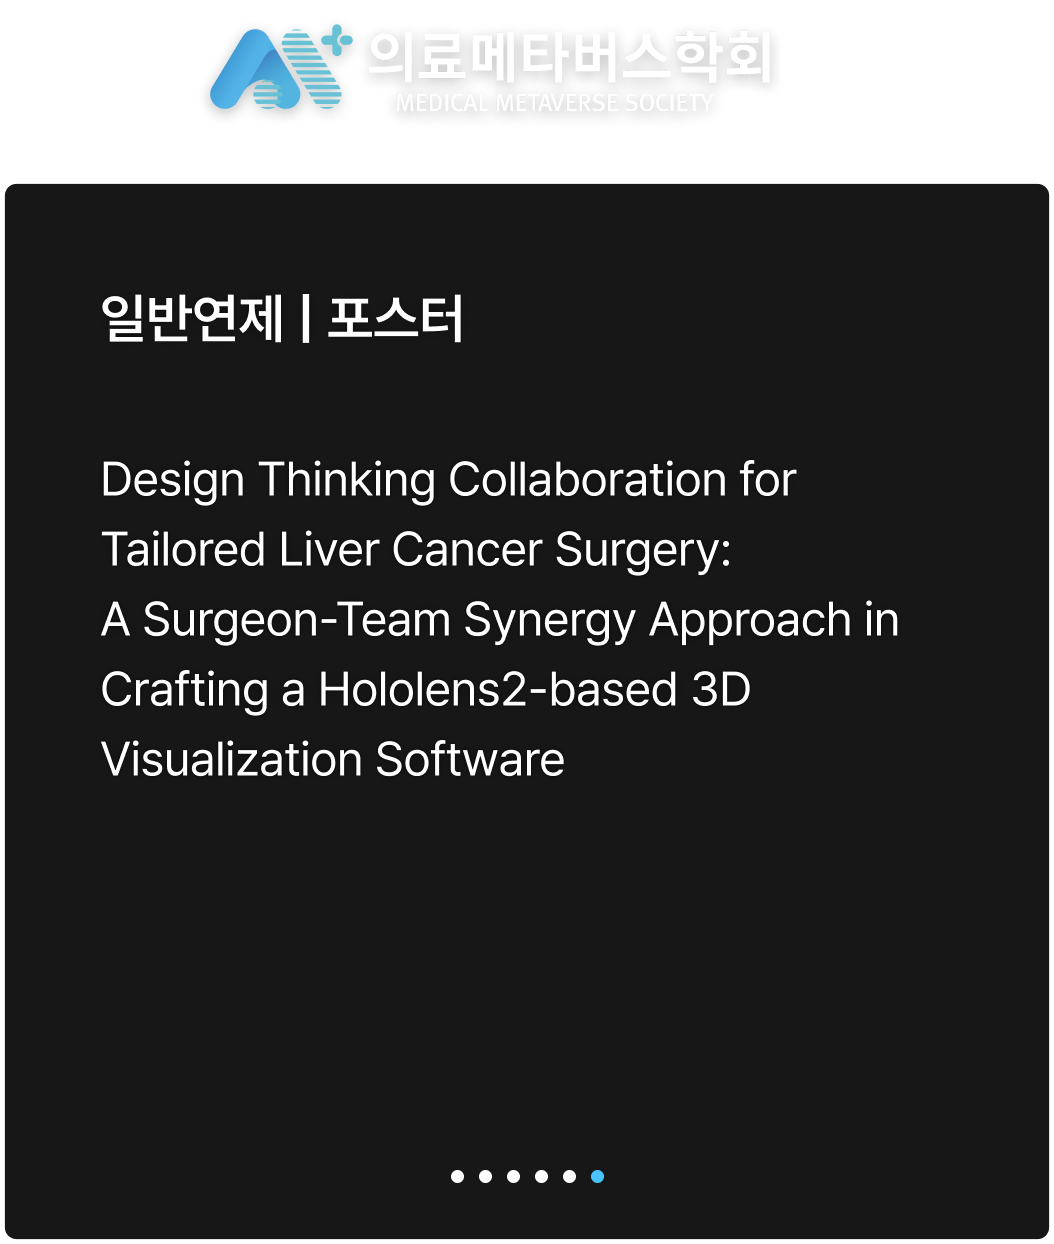 의료메타버스학회
MEDICAL METAVERSE SOCIETY
일반연제 | 포스터
Design Thinking Collaboration for
Tailored Liver Cancer Surgery:
A Surgeon-Team Synergy Approach in
Crafting a Hololens2-based 3D
Visualization Software